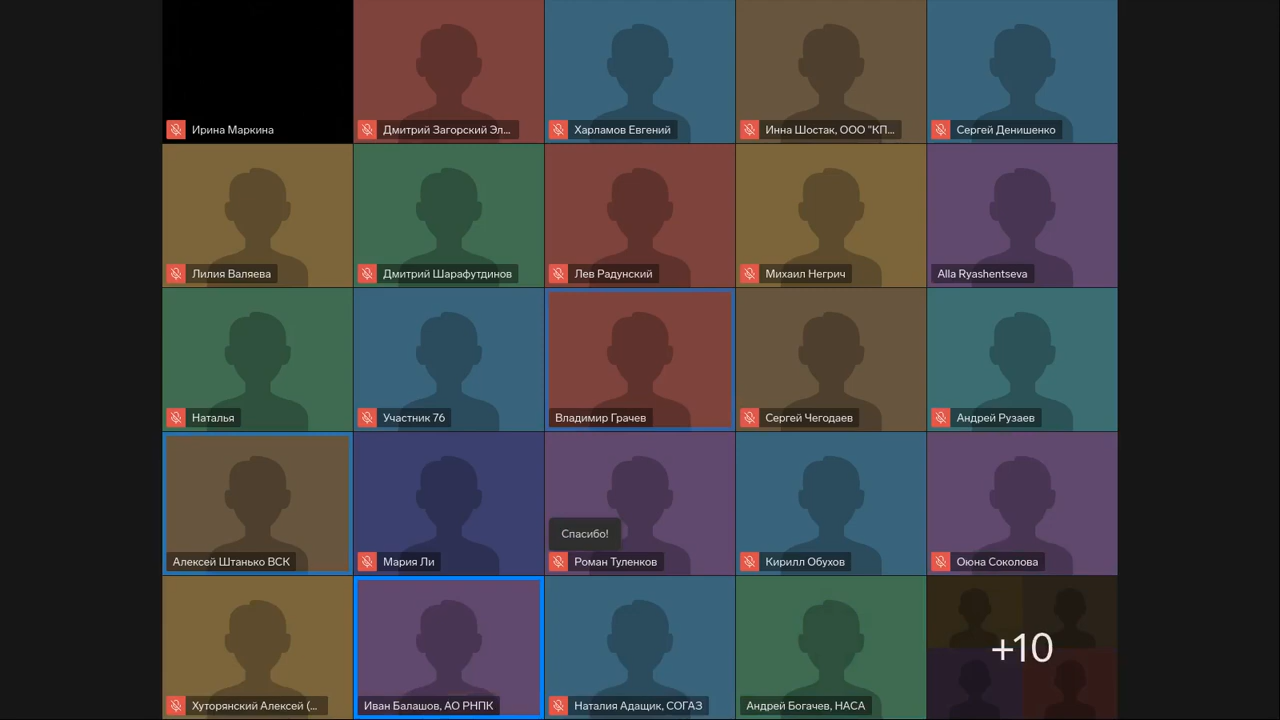 Ирина Маркина
Дмитрий Загорский Эл...
Харламов Евгений
Инна Шостак, ООО "КП...
Сергей Денишенко
Лилия Валяева
Дмитрий Шарафутдинов
Лев Радунский
Михаил Негрич
Alla Ryashentseva
Наталья
Участник 76
Владимир Грачев
Сергей Чегодаев
Андрей Рузаев
Алексей Штанько ВСК
Мария Ли
Спасибо!
Роман Туленков
Кирилл Обухов
Оюна Соколова
Хуторянский Алексей (...
Иван Балашов, АО РНПК
Наталия Адащик, СОГАЗ
Андрей Богачев, НАСА
+10